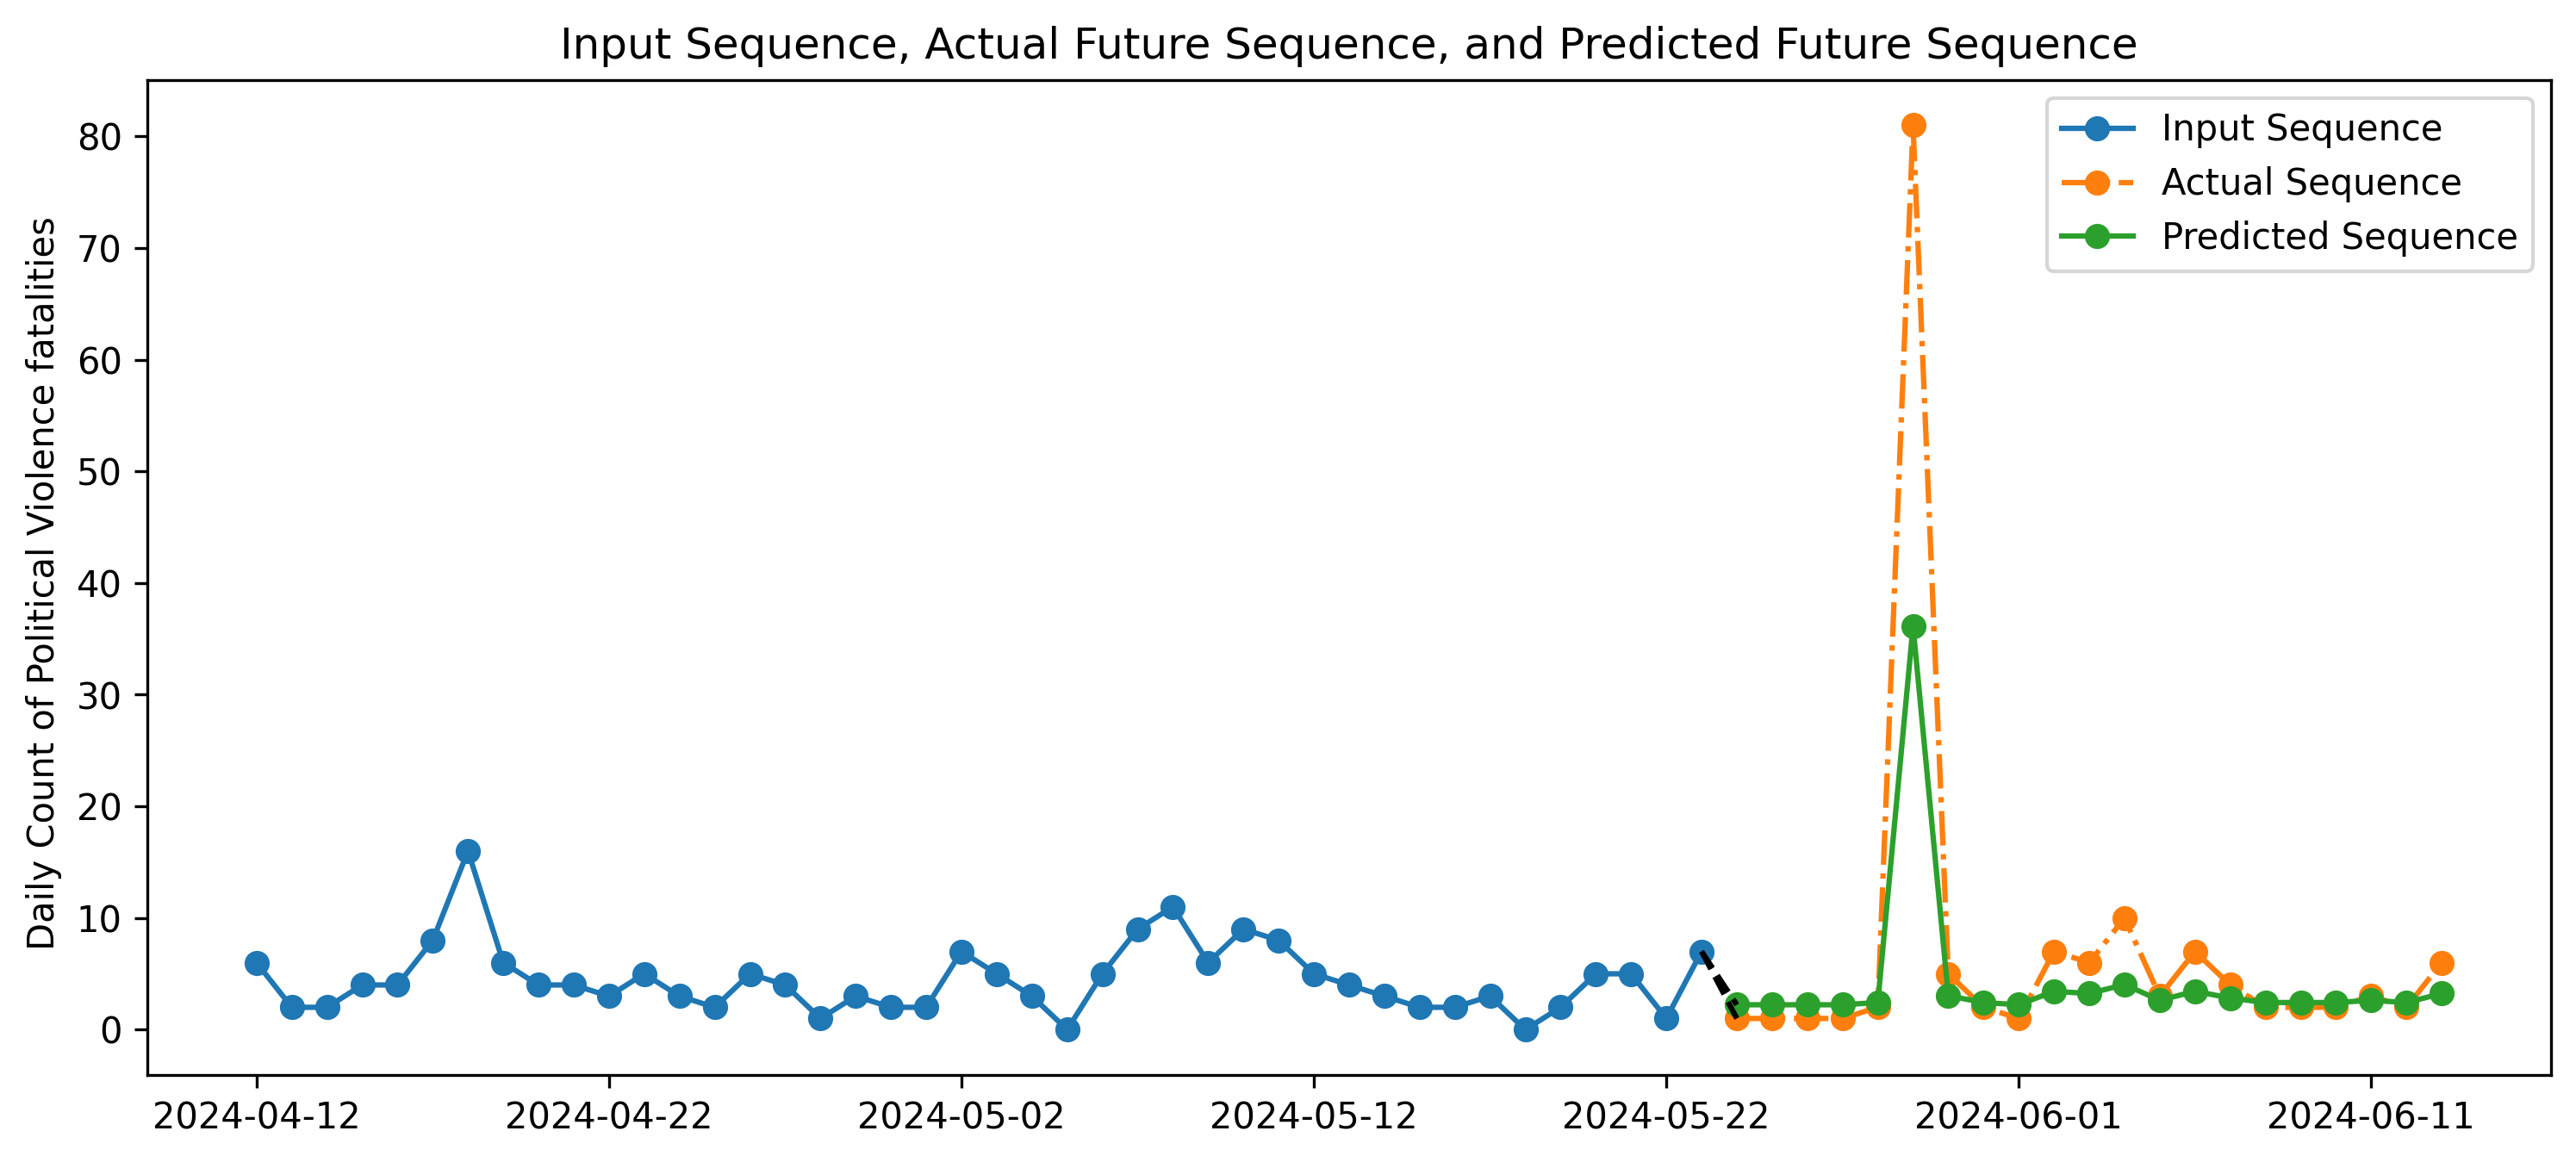 Input Sequence, Actual Future Sequence, and Predicted Future Sequence
Daily Count of Political Violence fatalities
80
70
60
50
40
30
20
10
0
Input Sequence
Actual Sequence
Predicted Sequence
2024-04-12 2024-04-22 2024-05-02 2024-05-12 2024-05-22 2024-06-01 2024-06-11